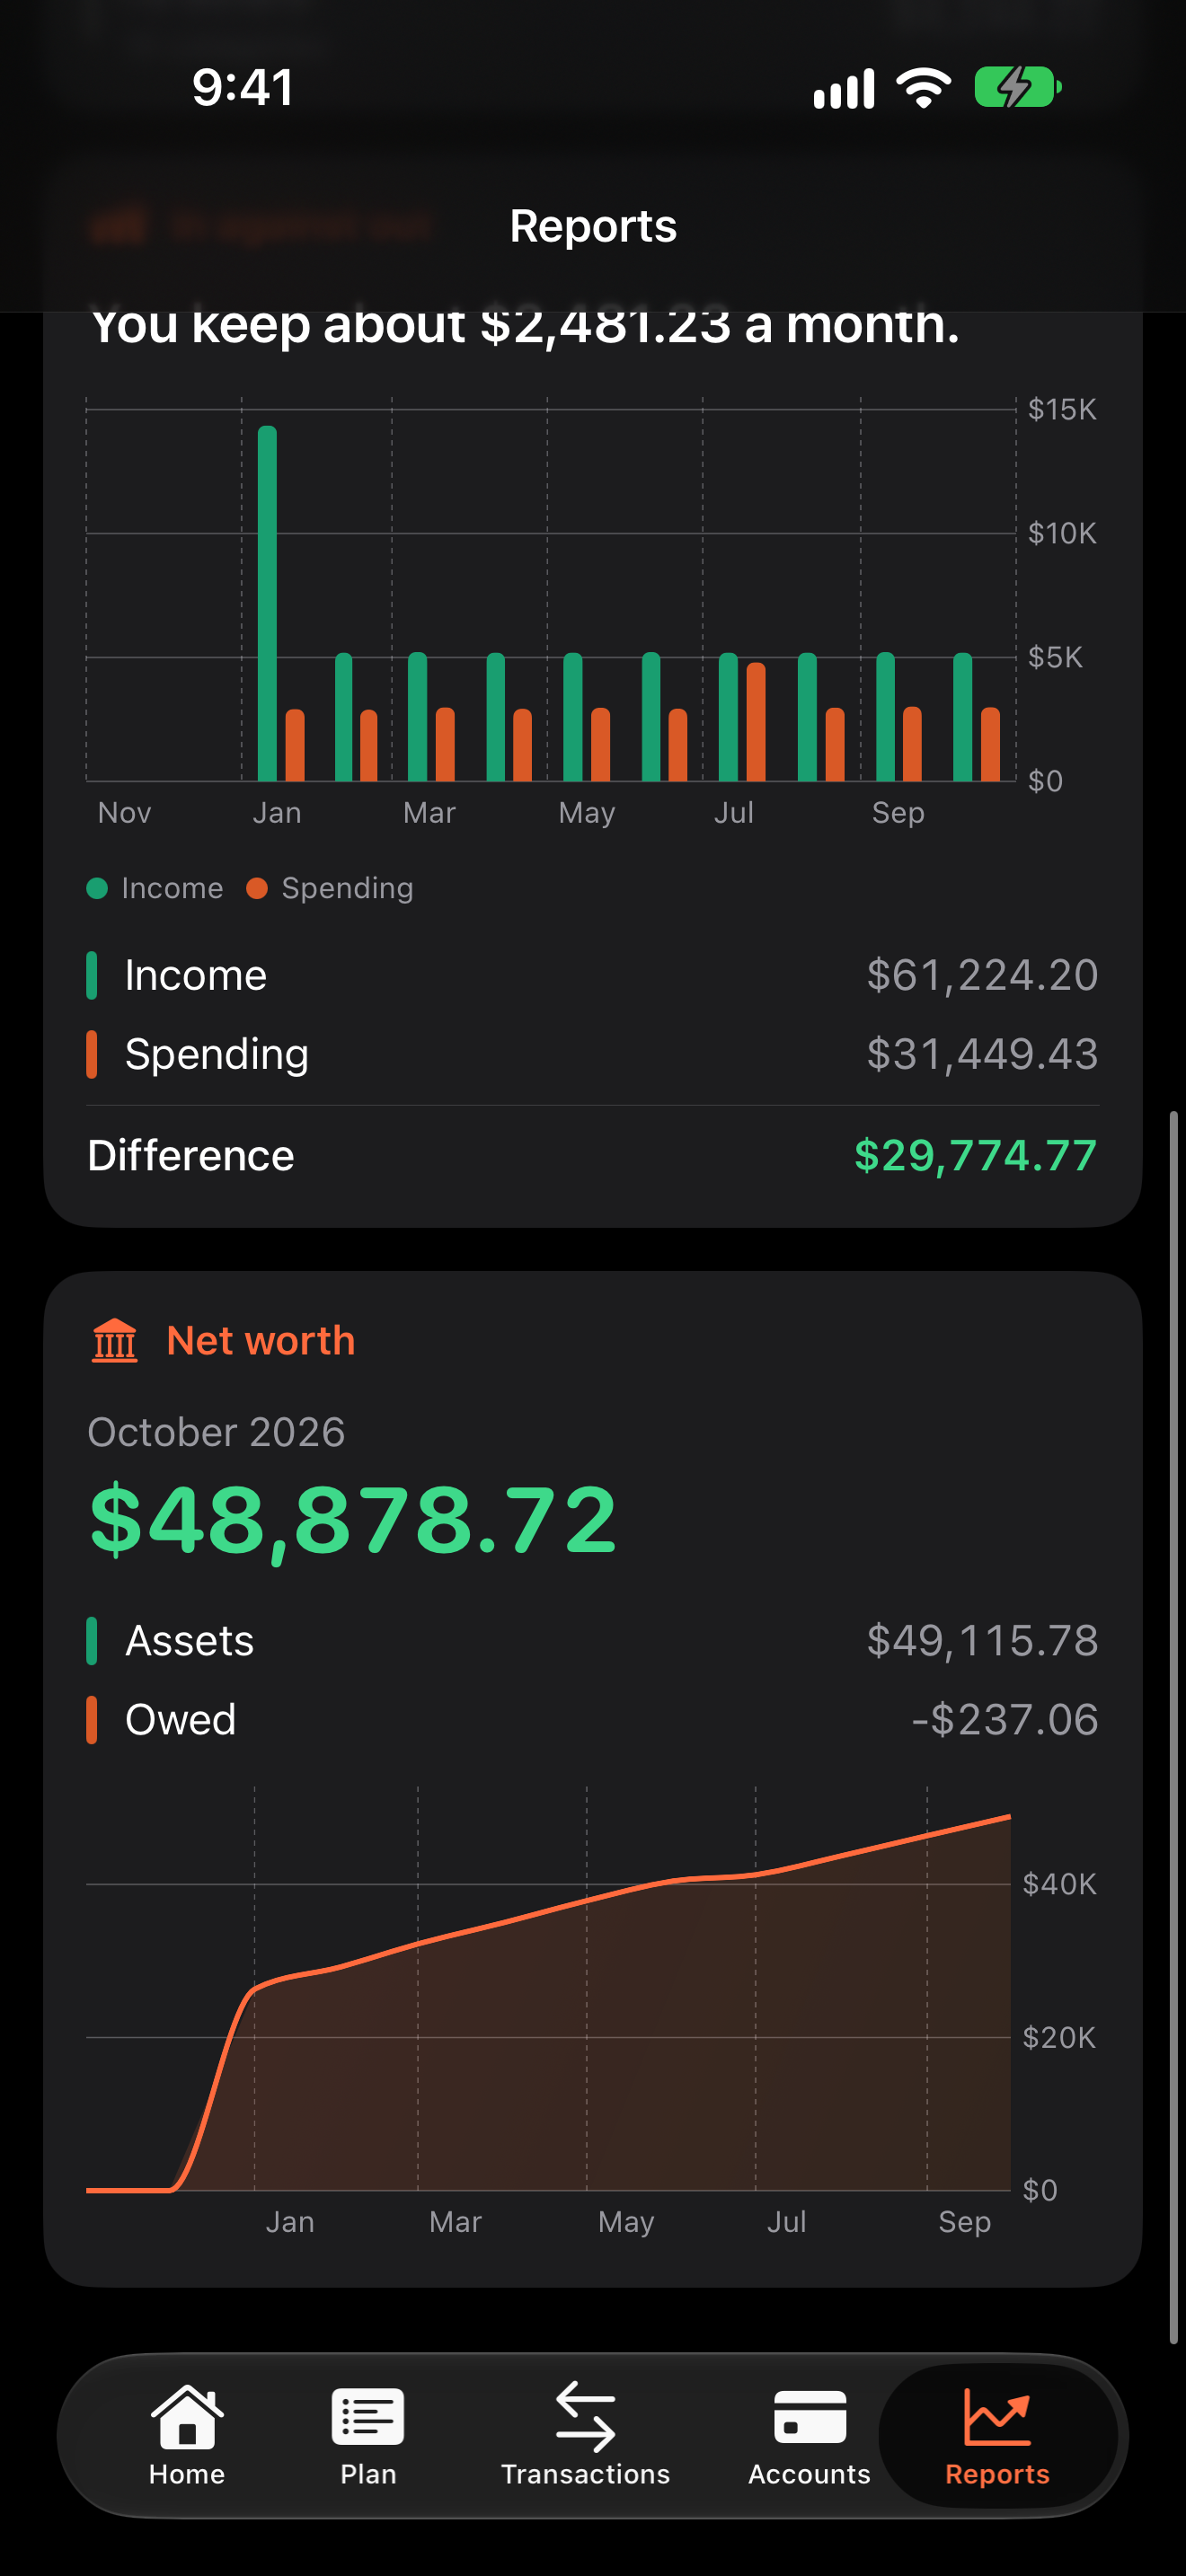 9:41
Reports
You keep about $2,481.23 a month.
$15K
$10K
$5K
$0
Nov Jan Mar May Jul Sep
Income Spending
Income $61,224.20
Spending $31,449.43
Difference $29,774.77
Net worth
October 2026
$48,878.72
Assets $49,115.78
Owed -$237.06
$40K
$20K
$0
Jan Mar May Jul Sep
Home Plan Transactions Accounts Reports